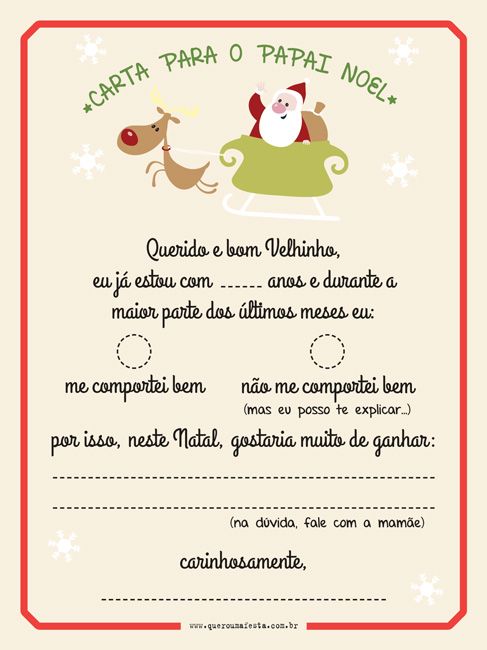 CARTA PARA O PAPAI NOEL
Querido e bom Velhinho,
eu já estou com ______ anos e durante a
maior parte dos últimos meses eu:
me comportei bem não me comportei bem
(mas eu posso te explicar...)
por isso, neste Natal, gostaria muito de ganhar:
(na dúvida, fale com a mamãe)
carinhosamente,
www.queroumafesta.com.br